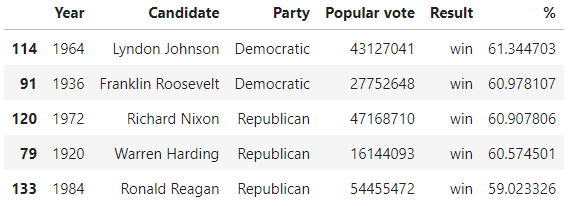 Year Candidate Party Popular vote Result %
114 1964 Lyndon Johnson Democratic 43127041 win 61.344703
91 1936 Franklin Roosevelt Democratic 27752648 win 60.978107
120 1972 Richard Nixon Republican 47168710 win 60.907806
79 1920 Warren Harding Republican 16144093 win 60.574501
133 1984 Ronald Reagan Republican 54455472 win 59.023326